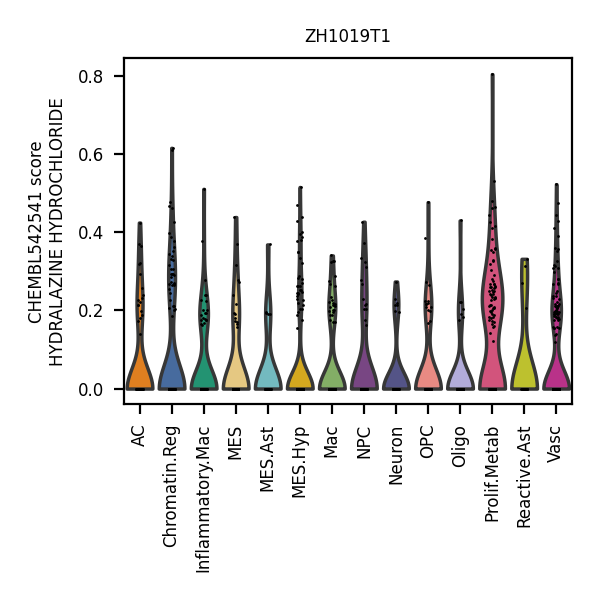 ZH1019T1
CHEMBL542541 score
HYDRALAZINE HYDROCHLORIDE
0.8
0.6
0.4
0.2
0.0
AC
Chromatin.Reg
Inflammatory.Mac
MES
MES.Ast
MES.Hyp
Mac
NPC
Neuron
OPC
Oligo
Prolif.Metab
Reactive.Ast
Vasc